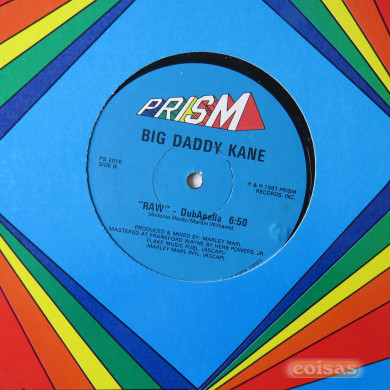 PRISM
BIG DADDY KANE
PS 2016
SIDE B
℗ & © 1987 PRISM
RECORDS, INC.
"RAW" - DubApella 6:50
(Antonio Hardy/Marlon Williams)
PRODUCED & MIXED BY: MARLEY MARL
MASTERED AT FRANKFORD WAYNE BY HERB POWERS, JR.
FLAKE MUSIC PUBL. (ASCAP)/
MARLEY MARL INTL. (ASCAP)
coisas